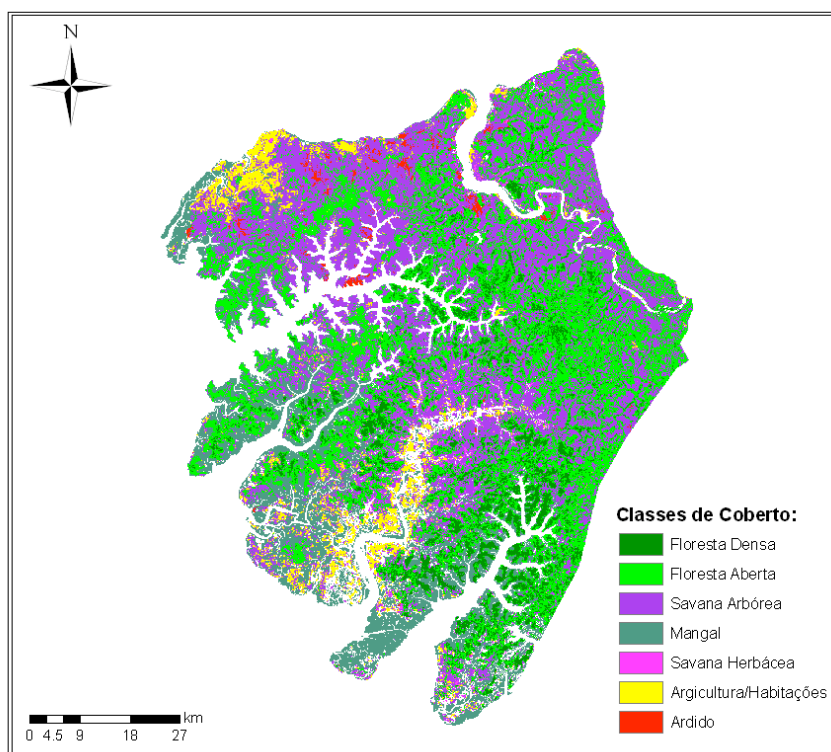 N
Classes de Coberto:
Floresta Densa
Floresta Aberta
Savana Arbórea
Mangal
Savana Herbácea
Argicultura/Habitações
Ardido
km
0 4.5 9 18 27